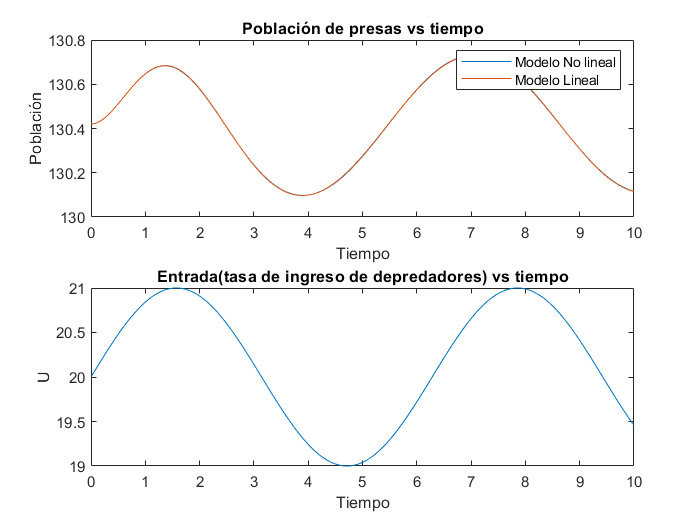 Población de presas vs tiempo
130.8
130.6
130.4
130.2
130
Población
Modelo No lineal
Modelo Lineal
0 1 2 3 4 5 6 7 8 9 10
Tiempo
Entrada(tasa de ingreso de depredadores) vs tiempo
21
20.5
20
19.5
19
U
0 1 2 3 4 5 6 7 8 9 10
Tiempo